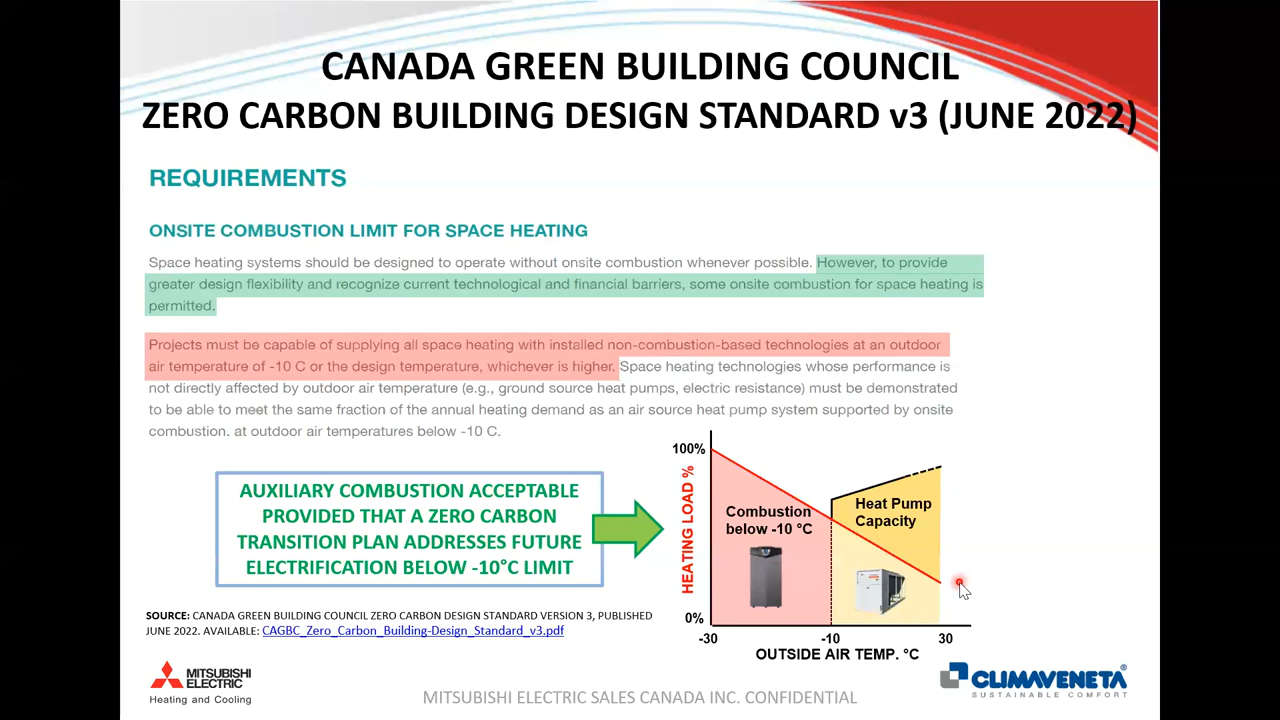 CANADA GREEN BUILDING COUNCIL
ZERO CARBON BUILDING DESIGN STANDARD v3 (JUNE 2022)
REQUIREMENTS
ONSITE COMBUSTION LIMIT FOR SPACE HEATING
Space heating systems should be designed to operate without onsite combustion whenever possible. However, to provide
greater design flexibility and recognize current technological and financial barriers, some onsite combustion for space heating is
permitted.
Projects must be capable of supplying all space heating with installed non-combustion-based technologies at an outdoor
air temperature of -10 C or the design temperature, whichever is higher. Space heating technologies whose performance is
not directly affected by outdoor air temperature (e.g., ground source heat pumps, electric resistance) must be demonstrated
to be able to meet the same fraction of the annual heating demand as an air source heat pump system supported by onsite
combustion. at outdoor air temperatures below -10 C.
AUXILIARY COMBUSTION ACCEPTABLE
PROVIDED THAT A ZERO CARBON
TRANSITION PLAN ADDRESSES FUTURE
ELECTRIFICATION BELOW -10°C LIMIT
100%
HEATING LOAD %
0%
Combustion
below -10 °C
Heat Pump
Capacity
-30
-10
30
OUTSIDE AIR TEMP. °C
SOURCE: CANADA GREEN BUILDING COUNCIL ZERO CARBON DESIGN STANDARD VERSION 3, PUBLISHED
JUNE 2022. AVAILABLE: CAGBC_Zero_Carbon_Building-Design_Standard_v3.pdf
MITSUBISHI
ELECTRIC
Heating and Cooling
MITSUBISHI ELECTRIC SALES CANADA INC. CONFIDENTIAL
CLIMAVENETA
SUSTAINABLE COMFORT